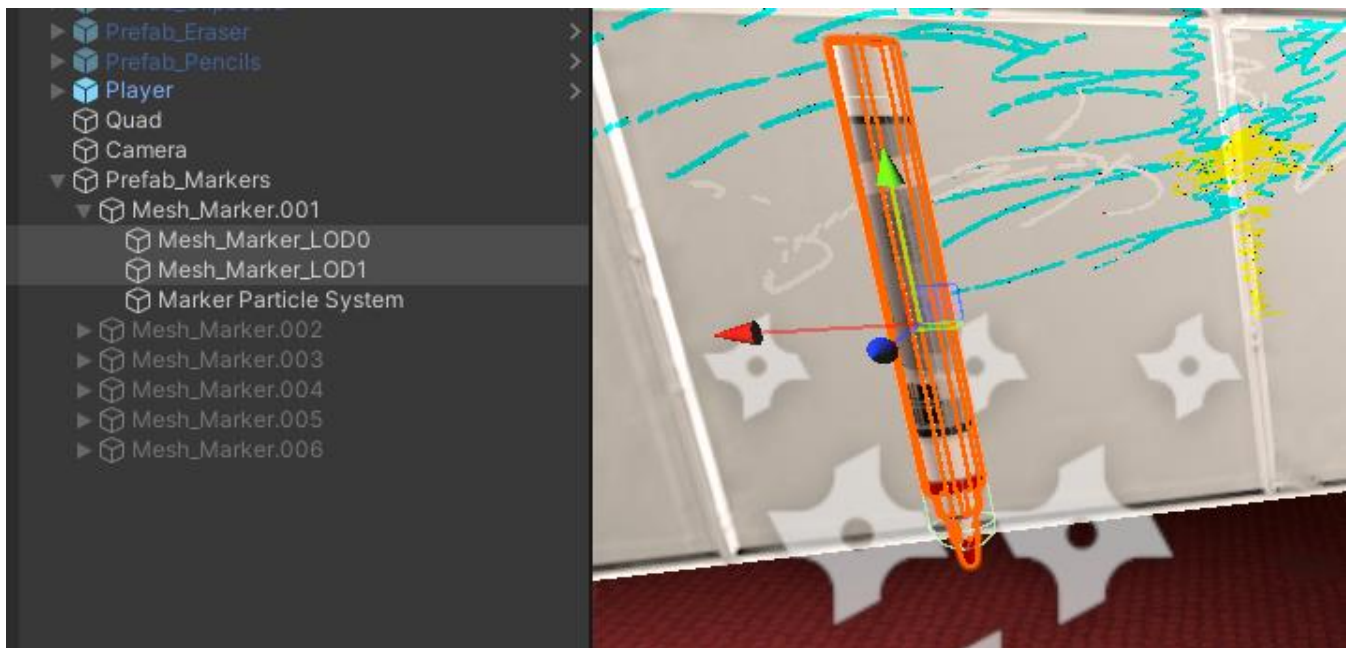 Prefab_Eraser
Prefab_Pencils
Player
Quad
Camera
Prefab_Markers
Mesh_Marker.001
Mesh_Marker_LOD0
Mesh_Marker_LOD1
Marker Particle System
Mesh_Marker.002
Mesh_Marker.003
Mesh_Marker.004
Mesh_Marker.005
Mesh_Marker.006